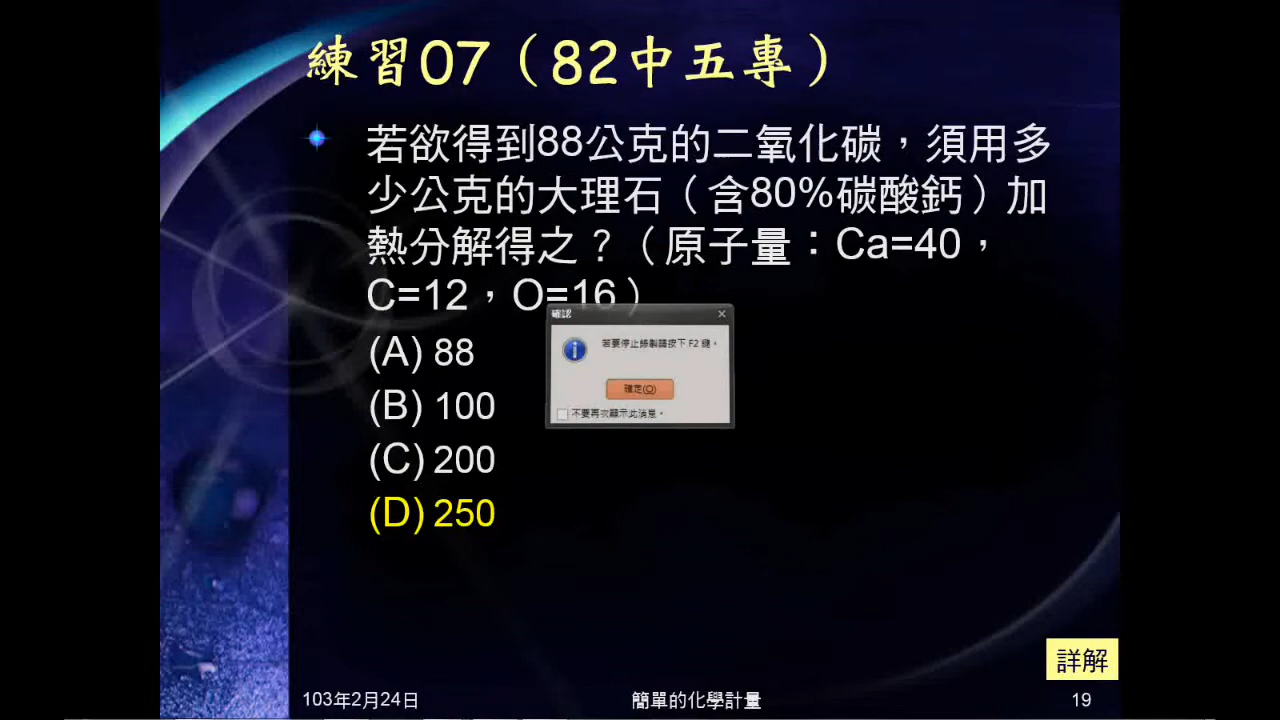 練習07（82中五專）
若欲得到88公克的二氧化碳，須用多
少公克的大理石（含80%碳酸鈣）加
熱分解得之？（原子量：Ca=40，
C=12，O=16）
確認
若要停止錄製請按下 F2 鍵。
確定(O)
不要再次顯示此消息。
(A) 88
(B) 100
(C) 200
(D) 250
詳解
103年2月24日
簡單的化學計量
19